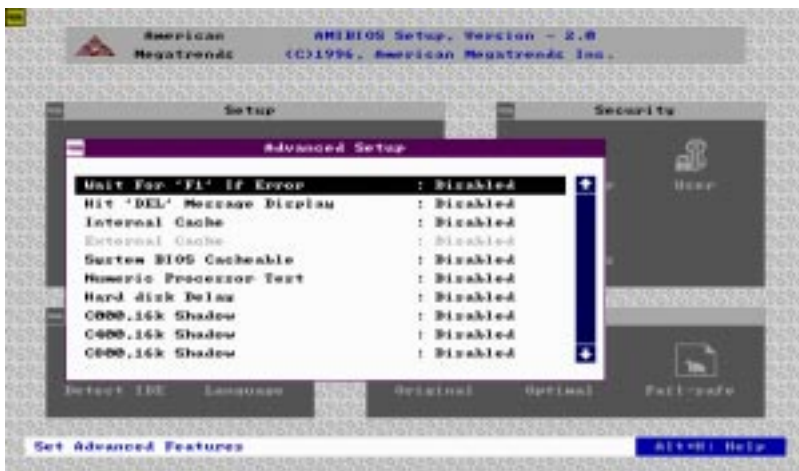 American
Megatrends
AMIBIOS Setup. Version - 2.0
(C)1996. American Megatrends Inc.
Setup
Security
Advanced Setup
Wait For 'F1' If Error : Disabled
Hit 'DEL' Message Display : Disabled
Internal Cache : Disabled
External Cache : Disabled
System BIOS Cacheable : Disabled
Numeric Processor Test : Disabled
Hard disk Delay : Disabled
C000,16k Shadow : Disabled
C400,16k Shadow : Disabled
C800,16k Shadow : Disabled
User
Detect IDE
Language
Original
Optimal
Fail-safe
Set Advanced Features
Alt+H: Help